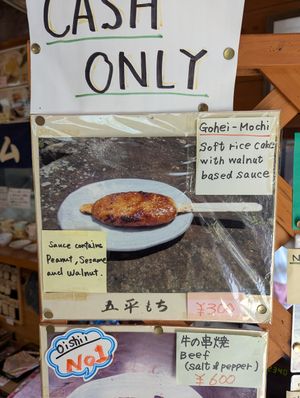 CASH
ONLY
Gohei-Mochi
Soft rice cake
with walnut
based sauce
Sauce contains
Peanut, Sesame
and Walnut.
五平もち
¥300
Oishii
No1
牛の串焼
Beef
(salt & pepper)
¥600
ム